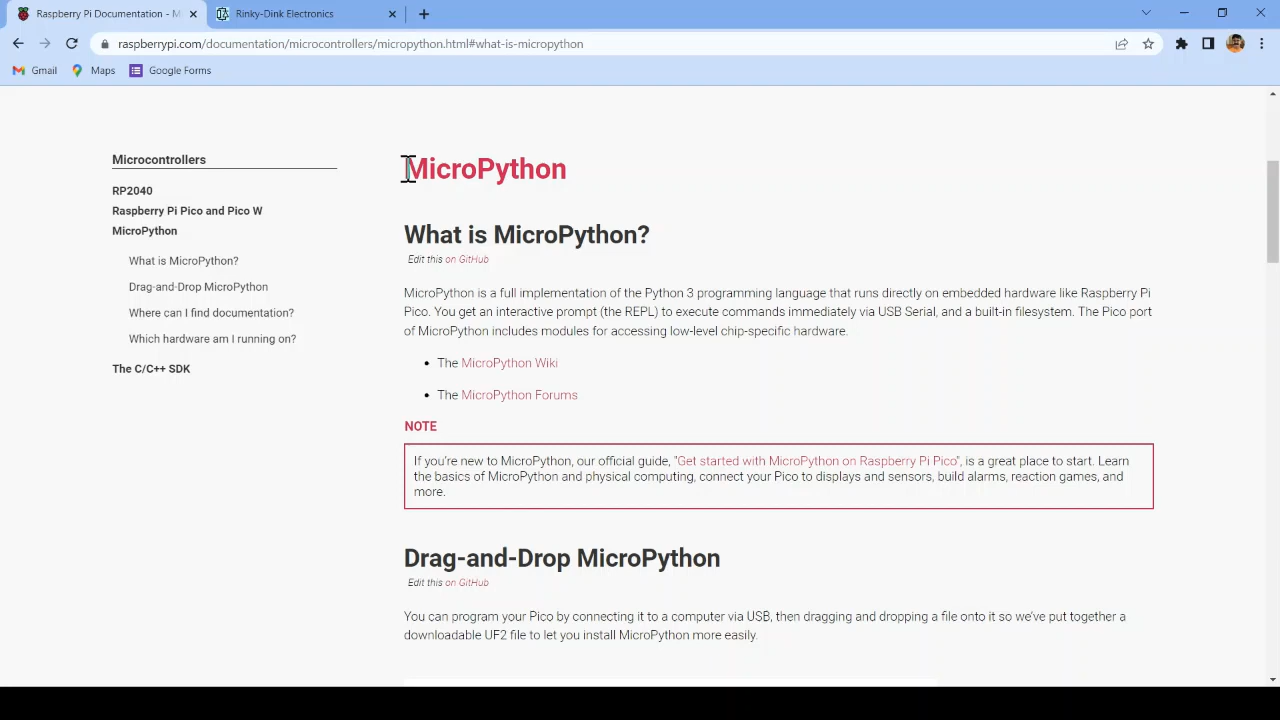 Raspberry Pi Documentation - M
Rinky-Dink Electronics
raspberrypi.com/documentation/microcontrollers/micropython.html#what-is-micropython
Gmail
Maps
Google Forms
Microcontrollers
RP2040
Raspberry Pi Pico and Pico W
MicroPython
What is MicroPython?
Drag-and-Drop MicroPython
Where can I find documentation?
Which hardware am I running on?
The C/C++ SDK
MicroPython
What is MicroPython?
Edit this on GitHub
MicroPython is a full implementation of the Python 3 programming language that runs directly on embedded hardware like Raspberry Pi
Pico. You get an interactive prompt (the REPL) to execute commands immediately via USB Serial, and a built-in filesystem. The Pico port
of MicroPython includes modules for accessing low-level chip-specific hardware.
• The MicroPython Wiki
• The MicroPython Forums
NOTE
If you're new to MicroPython, our official guide, "Get started with MicroPython on Raspberry Pi Pico", is a great place to start. Learn
the basics of MicroPython and physical computing, connect your Pico to displays and sensors, build alarms, reaction games, and
more.
Drag-and-Drop MicroPython
Edit this on GitHub
You can program your Pico by connecting it to a computer via USB, then dragging and dropping a file onto it so we've put together a
downloadable UF2 file to let you install MicroPython more easily.